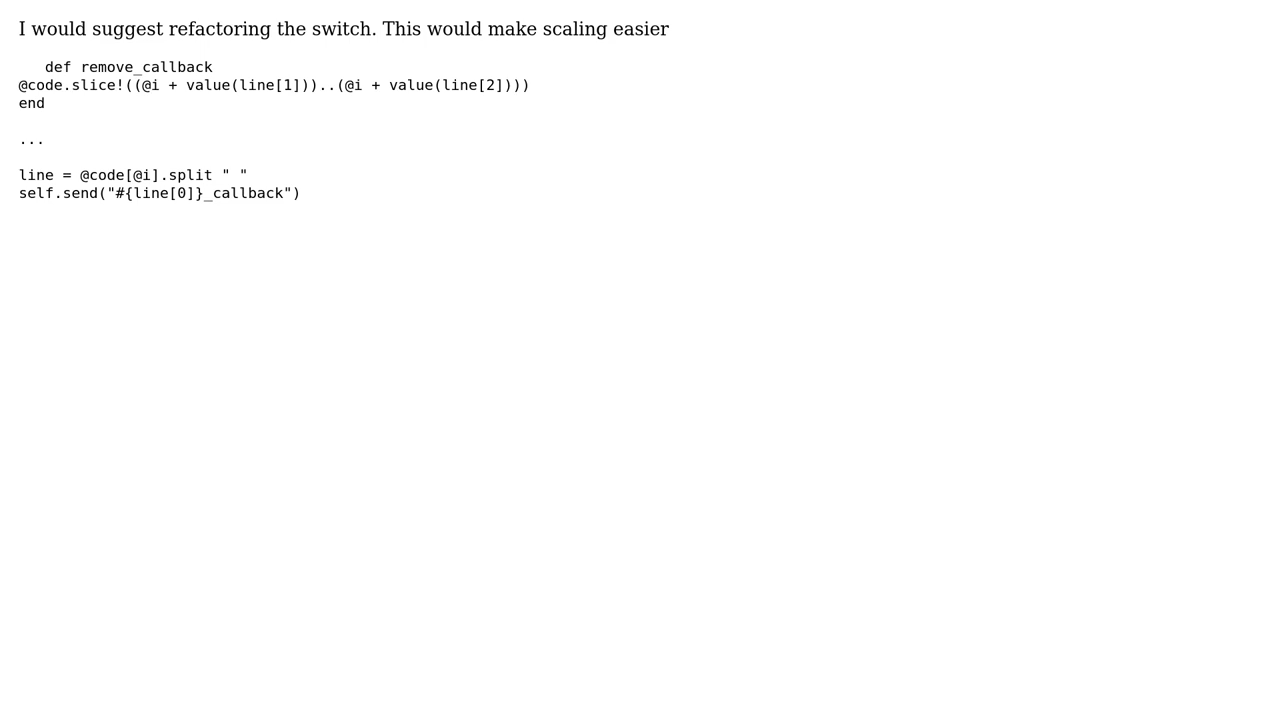 I would suggest refactoring the switch. This would make scaling easier
   def remove_callback
@code.slice!((@i + value(line[1]))..(@i + value(line[2])))
end
...
line = @code[@i].split " "
self.send("#{line[0]}_callback")